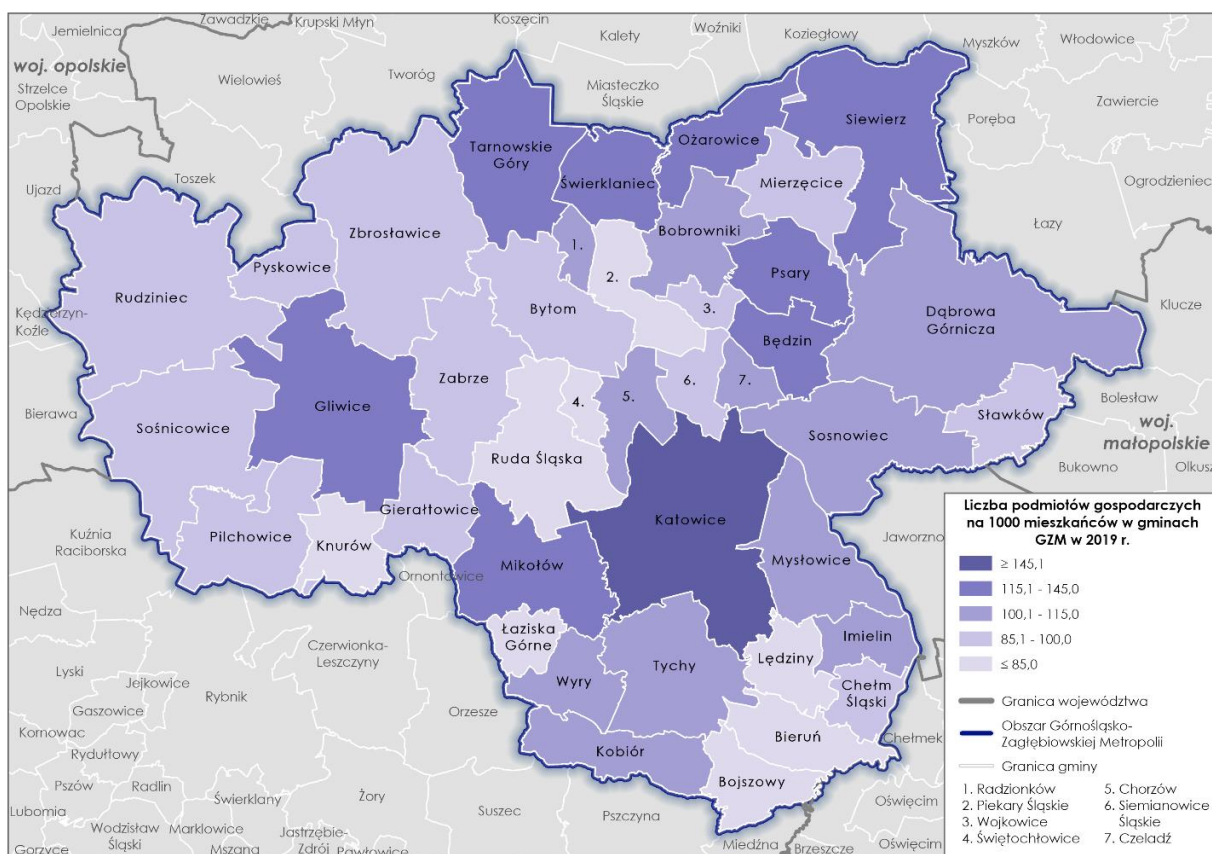 Zawadzkie
Krupski Młyn
Koszęcin
Woźniki
Koziegłowy
Jemielnica
Kalety
Myszków
Włodowice
woj. opolskie
Wielowieś
Tworóg
Miasteczko
Śląskie
Strzelce
Opolskie
Zawiercie
Siewierz
Poręba
Tarnowskie
Góry
Ożarowice
Świerklaniec
Mierzęcice
Ujazd
Toszek
Ogrodzieniec
Łazy
Zbrosławice
1.
Bobrowniki
Pyskowice
2.
Psary
Rudziniec
Bytom
3.
Dąbrowa
Górnicza
Klucze
Kędzierzyn-
Koźle
Będzin
Zabrze
4.
5.
6.
7.
Bierawa
Gliwice
Sławków
Bolesław
Sośnicowice
Sosnowiec
woj.
małopolskie
Ruda Śląska
Bukowno
Olkusz
Gierałtowice
Katowice
Kuźnia
Raciborska
Pilchowice
Knurów
Jaworzno
Mysłowice
Mikołów
Ornontowice
Nędza
Łaziska
Górne
Imielin
Czerwionka-
Leszczyny
Lędziny
Tychy
Lyski
Jejkowice
Rybnik
Wyry
Chełm
Śląski
Gaszowice
Orzesze
Kornowac
Bieruń
Chełmek
Rydułtowy
Kobiór
Bojszowy
Pszów
Radlin
Świerklany
Żory
Suszec
Pszczyna
Oświęcim
Lubomia
Wodzisław
Śląski
Marklowice
Jastrzębie-
Zdrój
Pawłowice
Gorzyce
Mszana
Miedźna
Brzeszcze
Oświęcim
Liczba podmiotów gospodarczych
na 1000 mieszkańców w gminach
GZM w 2019 r.
≥ 145,1
115,1 - 145,0
100,1 - 115,0
85,1 - 100,0
≤ 85,0
Granica województwa
Obszar Górnośląsko-
Zagłębiowskiej Metropolii
Granica gminy
1. Radzionków
2. Piekary Śląskie
3. Wojkowice
4. Świętochłowice
5. Chorzów
6. Siemianowice
Śląskie
7. Czeladź